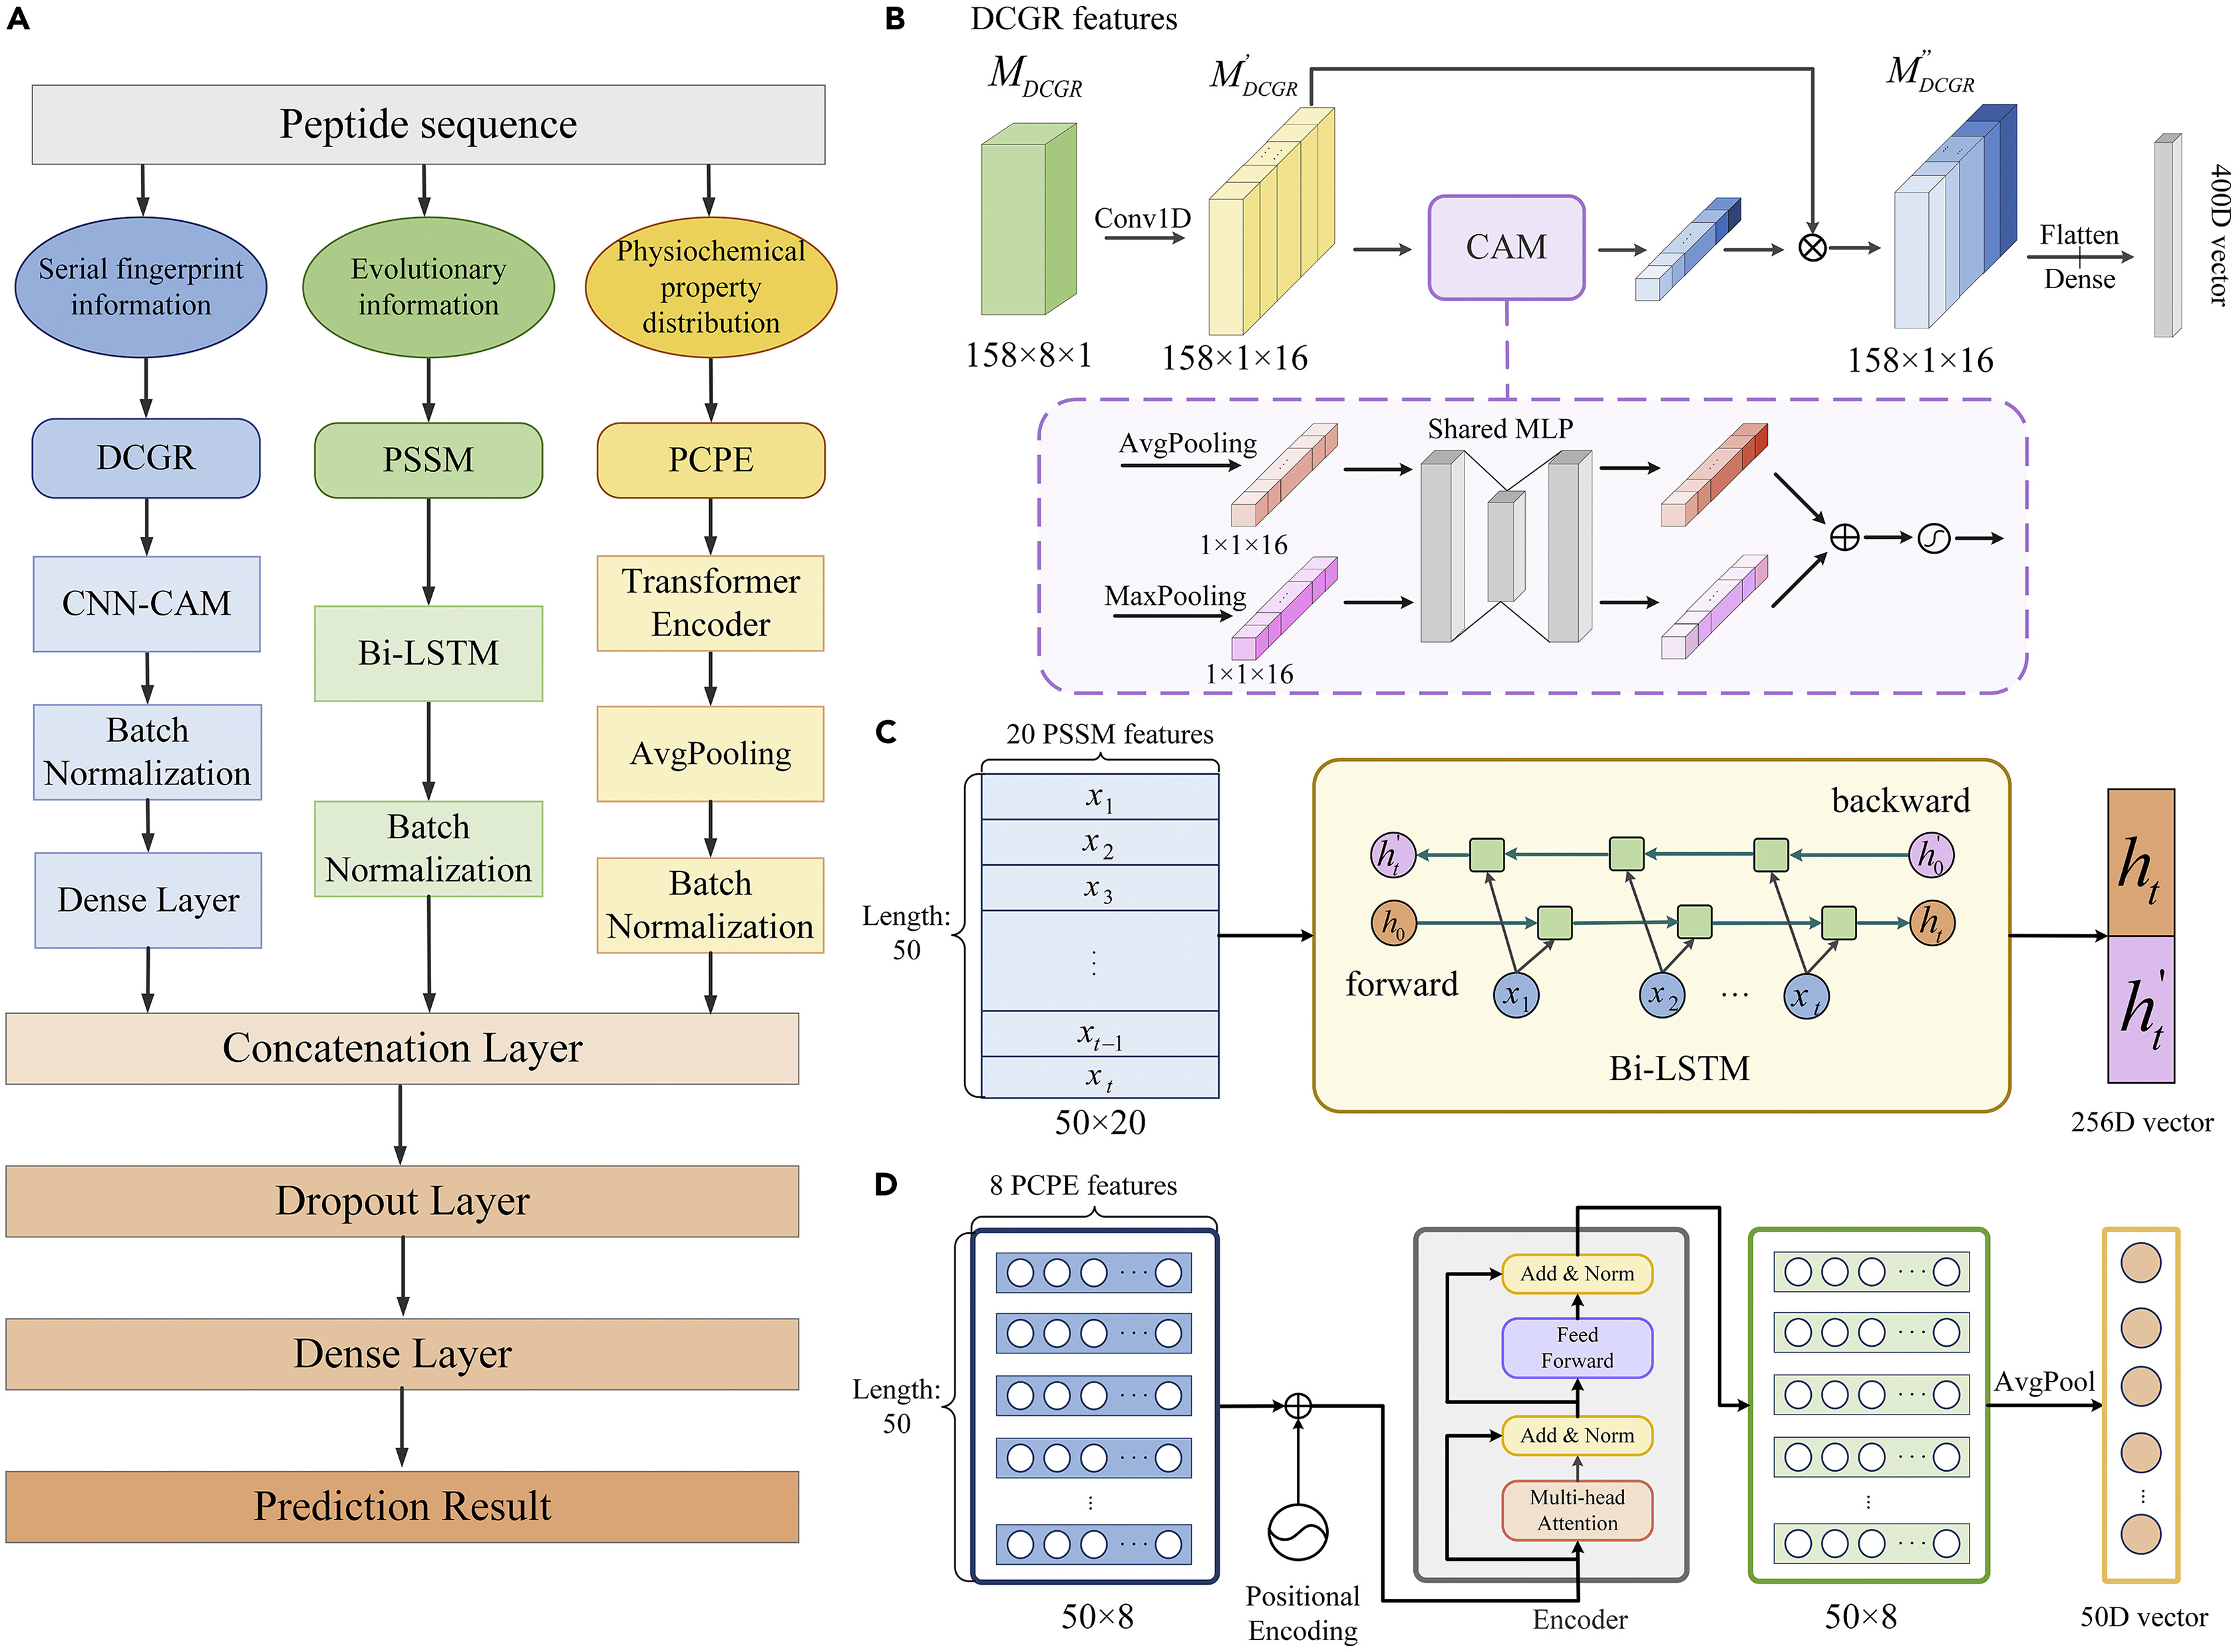 A
Peptide sequence
Serial fingerprint
information
Evolutionary
information
Physiochemical
property
distribution
DCGR
PSSM
PCPE
CNN-CAM
Bi-LSTM
Transformer
Encoder
Batch
Normalization
Batch
Normalization
AvgPooling
Dense Layer
Batch
Normalization
Concatenation Layer
Dropout Layer
Dense Layer
Prediction Result
B
DCGR features
M_DCGR
M'_DCGR
M''_DCGR
Conv1D
CAM
Flatten
Dense
400D vector
158×8×1
158×1×16
158×1×16
AvgPooling
1×1×16
Shared MLP
MaxPooling
1×1×16
C
20 PSSM features
Length:
50
x_1
x_2
x_3
⋮
x_{t-1}
x_t
50×20
backward
h'_t
h'_0
h_0
h_t
forward
x_1
x_2
...
x_t
Bi-LSTM
h_t
h'_t
256D vector
D
8 PCPE features
Length:
50
50×8
Positional
Encoding
Add & Norm
Feed
Forward
Add & Norm
Multi-head
Attention
Encoder
50×8
AvgPool
50D vector